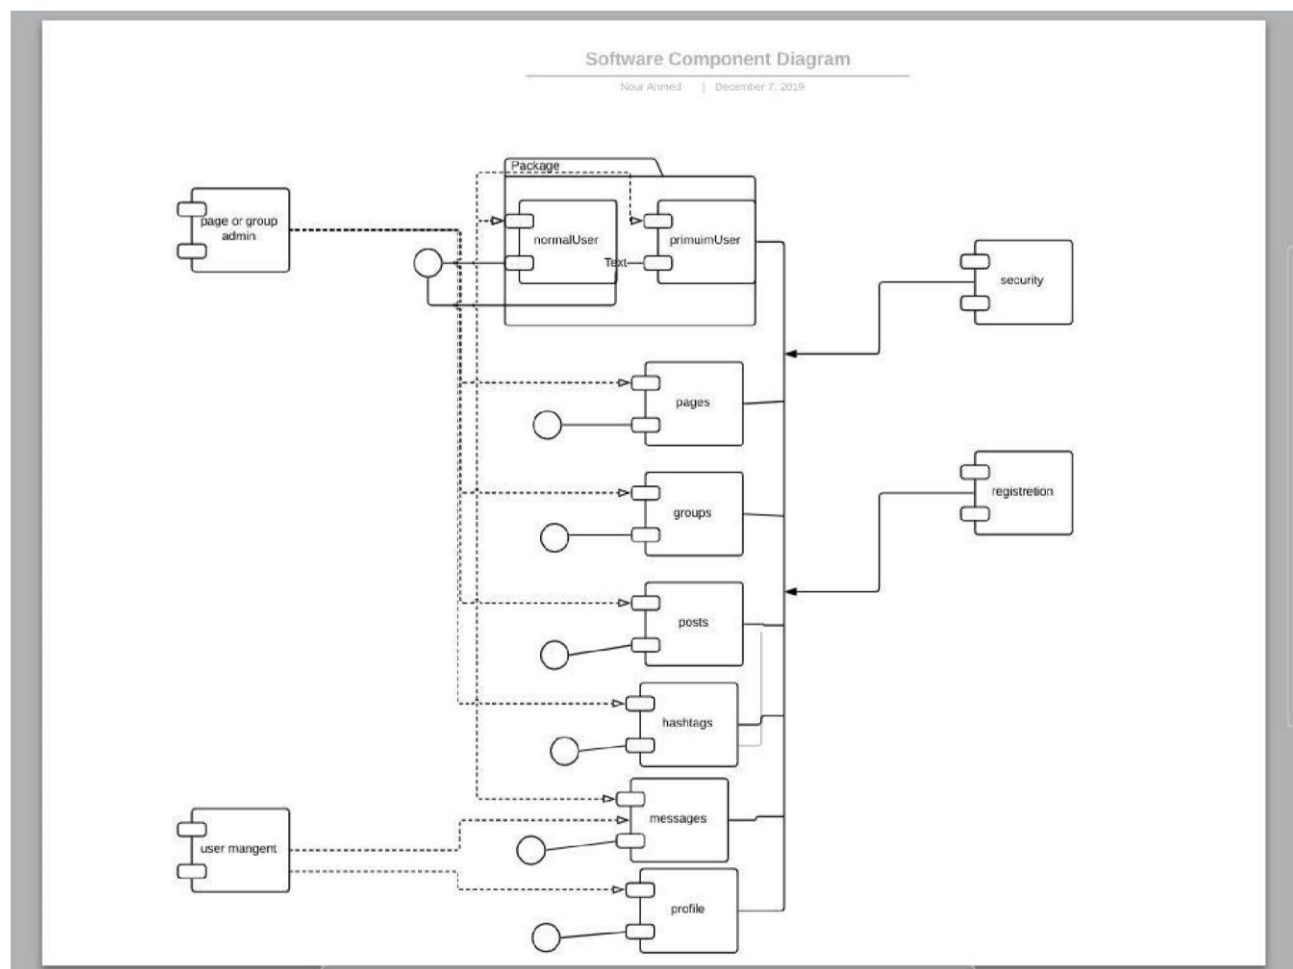 Software Component Diagram
Nour Ahmed | December 7, 2019
Package
page or group
admin
normalUser
primuimUser
Text
security
pages
registretion
groups
posts
hashtags
messages
user mangent
profile